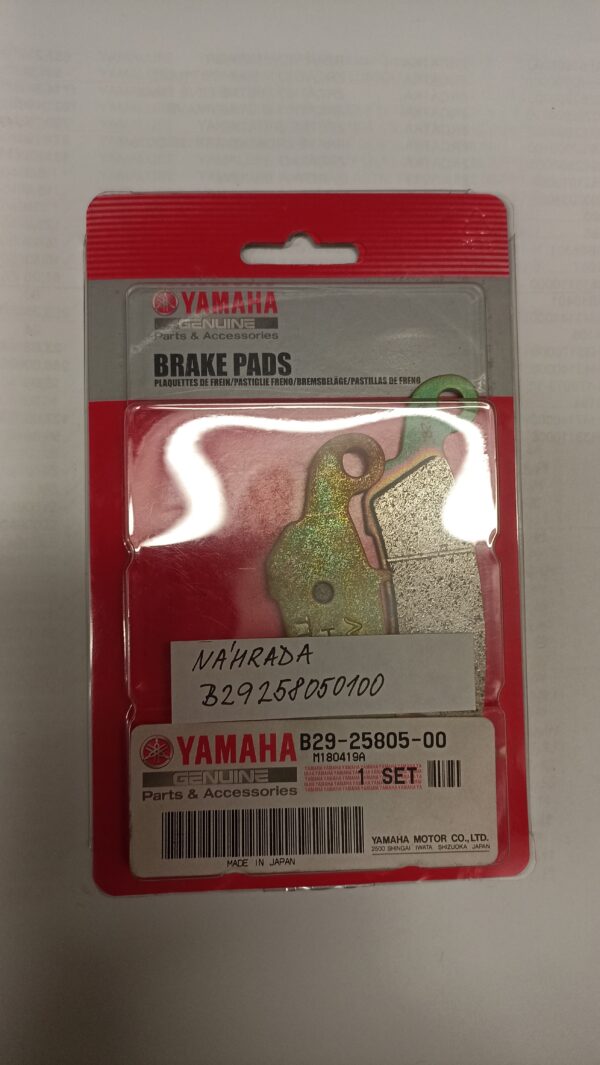 YAMAHA
GENUINE
Parts & Accessories
BRAKE PADS
PLAQUETTES DE FREIN/PASTIGLIE FRENO/BREMSBELÄGE/PASTILLAS DE FRENO
NÁHRADA
B29258050100
YAMAHA B29-25805-00
GENUINE M180419A
Parts & Accessories 1 SET
YAMAHA MOTOR CO., LTD.
2500 SHINGAI IWATA SHIZUOKA JAPAN
MADE IN JAPAN